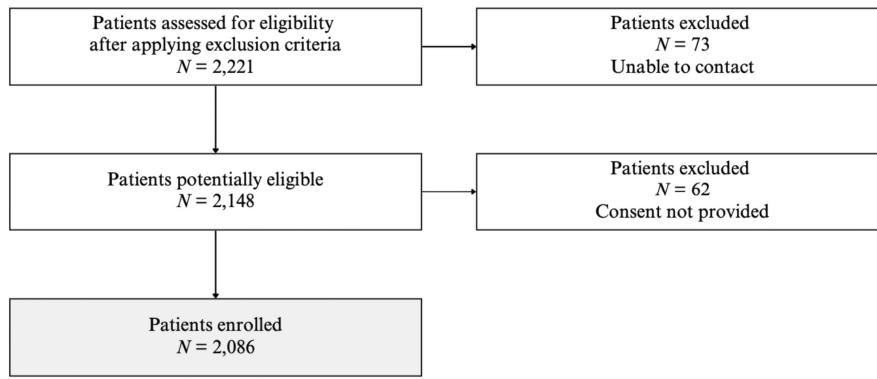 Patients assessed for eligibility
after applying exclusion criteria
N = 2,221
Patients excluded
N = 73
Unable to contact
Patients potentially eligible
N = 2,148
Patients excluded
N = 62
Consent not provided
Patients enrolled
N = 2,086